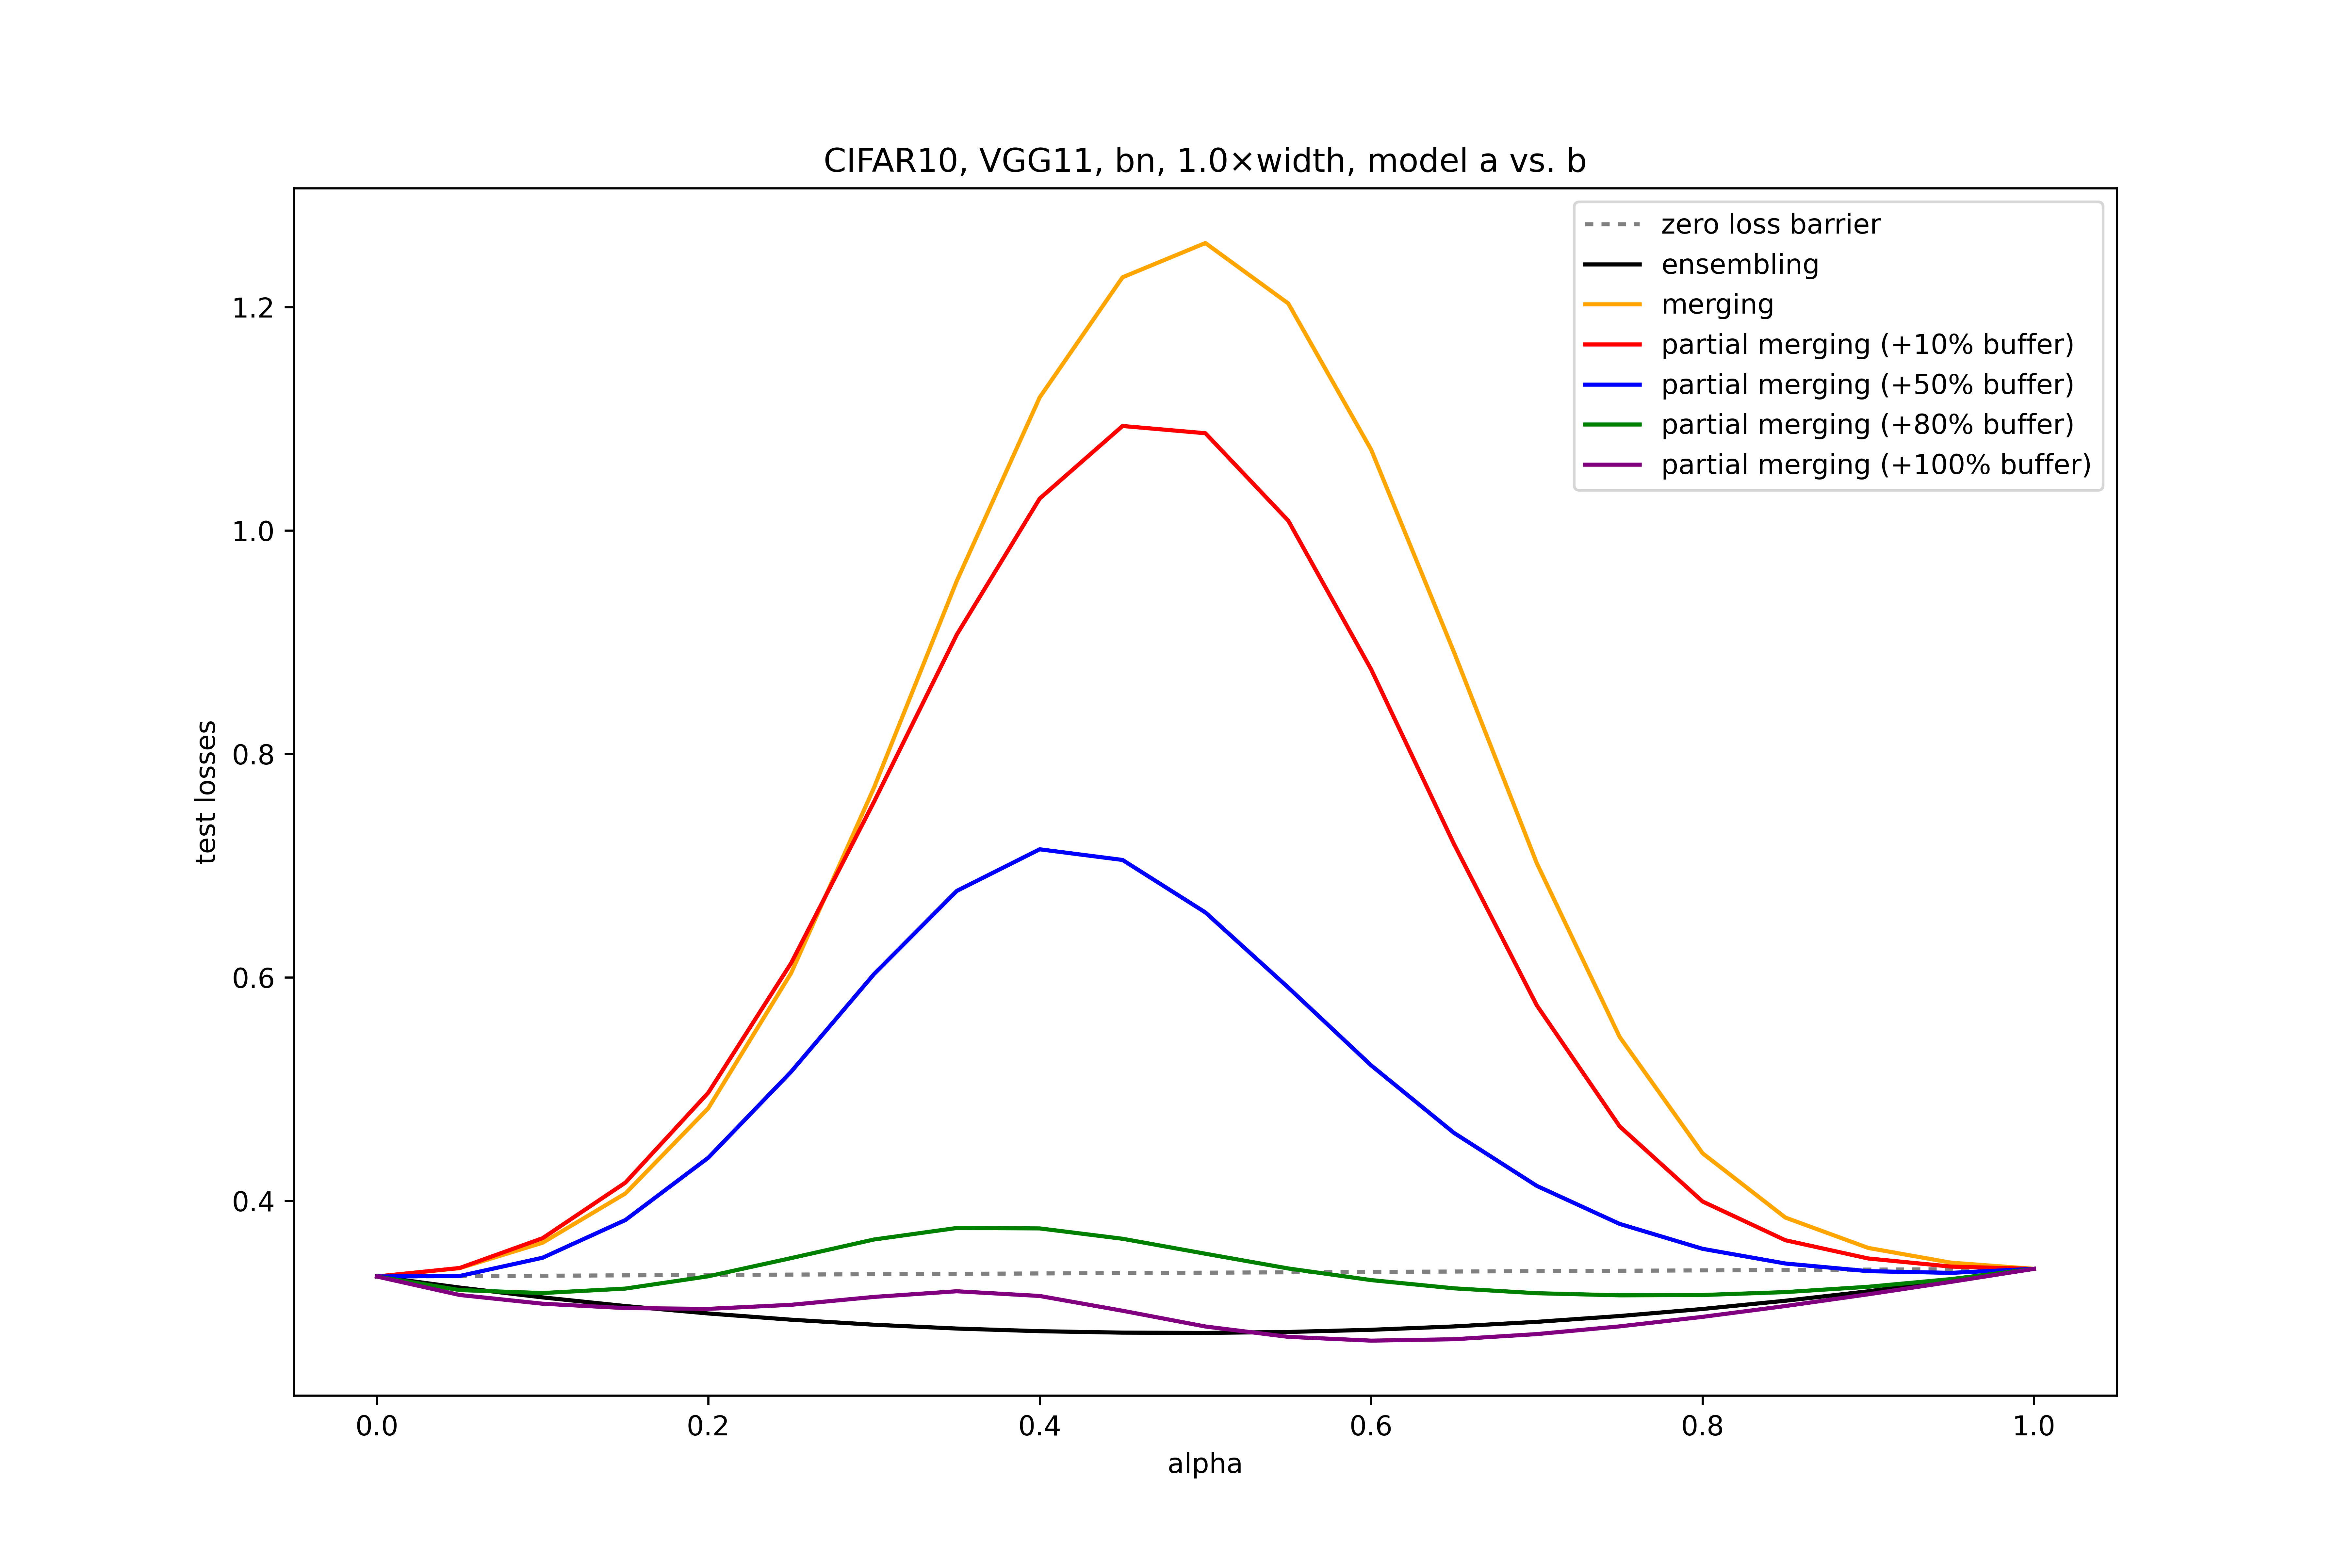 CIFAR10, VGG11, bn, 1.0×width, model a vs. b
zero loss barrier
ensembling
merging
partial merging (+10% buffer)
partial merging (+50% buffer)
partial merging (+80% buffer)
partial merging (+100% buffer)
test losses
1.2
1.0
0.8
0.6
0.4
0.0 0.2 0.4 0.6 0.8 1.0
alpha